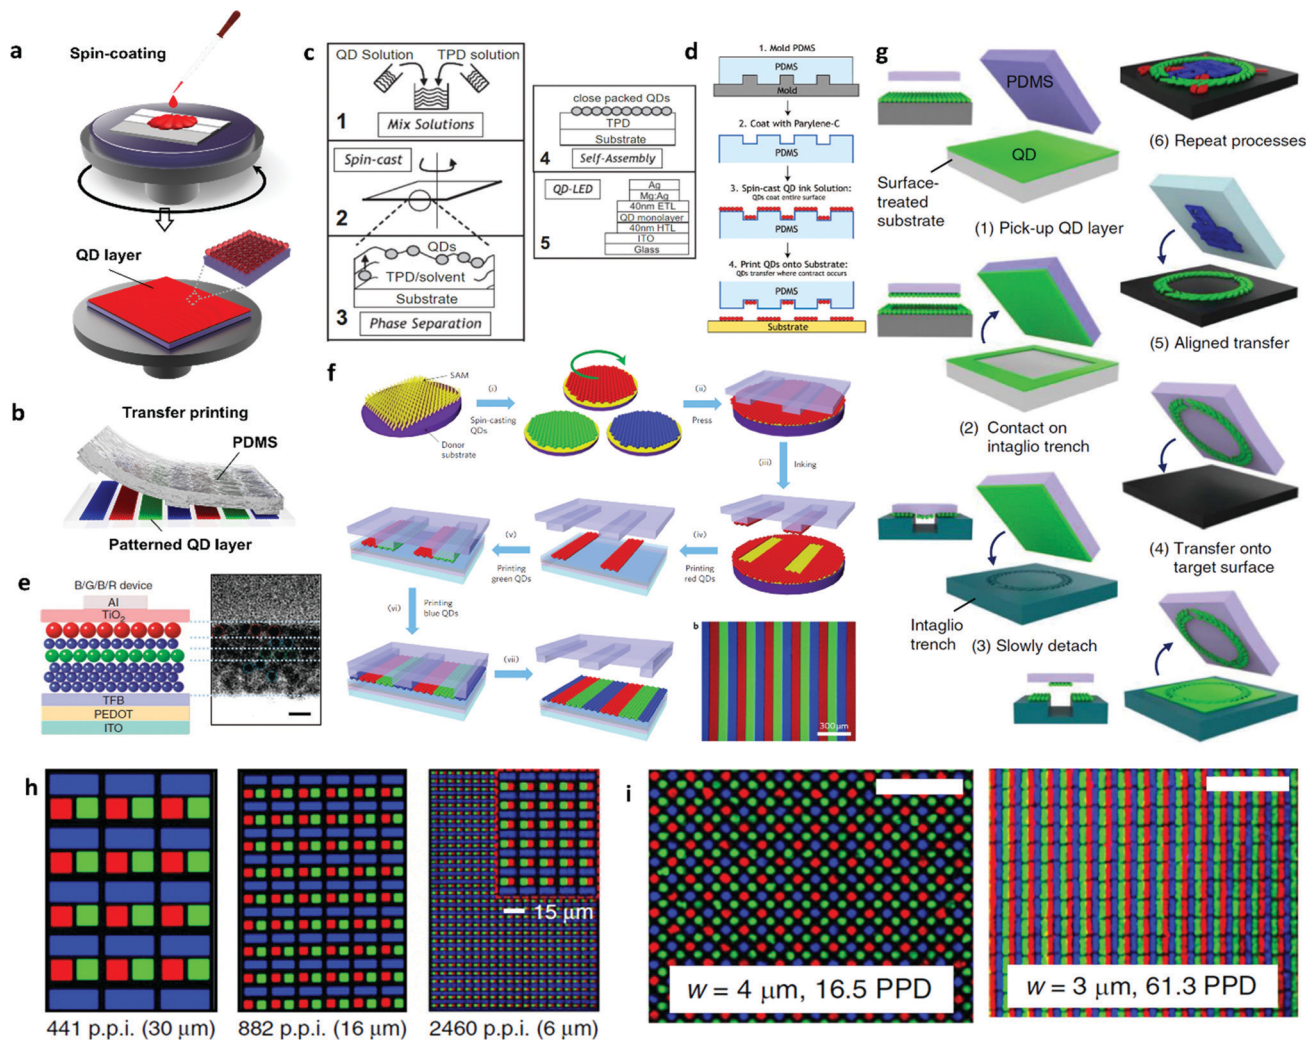 a
Spin-coating
QD layer
b
Transfer printing
PDMS
Patterned QD layer
c
QD Solution
TPD solution
1
Mix Solutions
Spin-cast
2
QDs
TPD/solvent
Substrate
3
Phase Separation
close packed QDs
TPD
Substrate
4
Self-Assembly
QD-LED
Ag
Mg:Ag
40nm ETL
QD monolayer
40nm HTL
ITO
Glass
5
d
1. Mold PDMS
PDMS
Mold
2. Coat with Parylene-C
PDMS
3. Spin-cast QD ink Solution:
QDs coat entire surface
PDMS
4. Print QDs onto Substrate:
QDs transfer where contract occurs
PDMS
Substrate
e
B/G/B/R device
Al
TiO2
TFB
PEDOT
ITO
f
SAM
Donor
substrate
(i)
Spin-casting
QDs
(ii)
Press
(iii)
Inking
(iv)
Printing
red QDs
(v)
Printing
green QDs
(vi)
Printing
blue QDs
(vii)
b
300 μm
g
PDMS
QD
Surface-
treated
substrate
(1) Pick-up QD layer
(2) Contact on
intaglio trench
Intaglio
trench
(3) Slowly detach
(6) Repeat processes
(5) Aligned transfer
(4) Transfer onto
target surface
h
15 μm
441 p.p.i. (30 μm)
882 p.p.i. (16 μm)
2460 p.p.i. (6 μm)
i
w = 4 μm, 16.5 PPD
w = 3 μm, 61.3 PPD